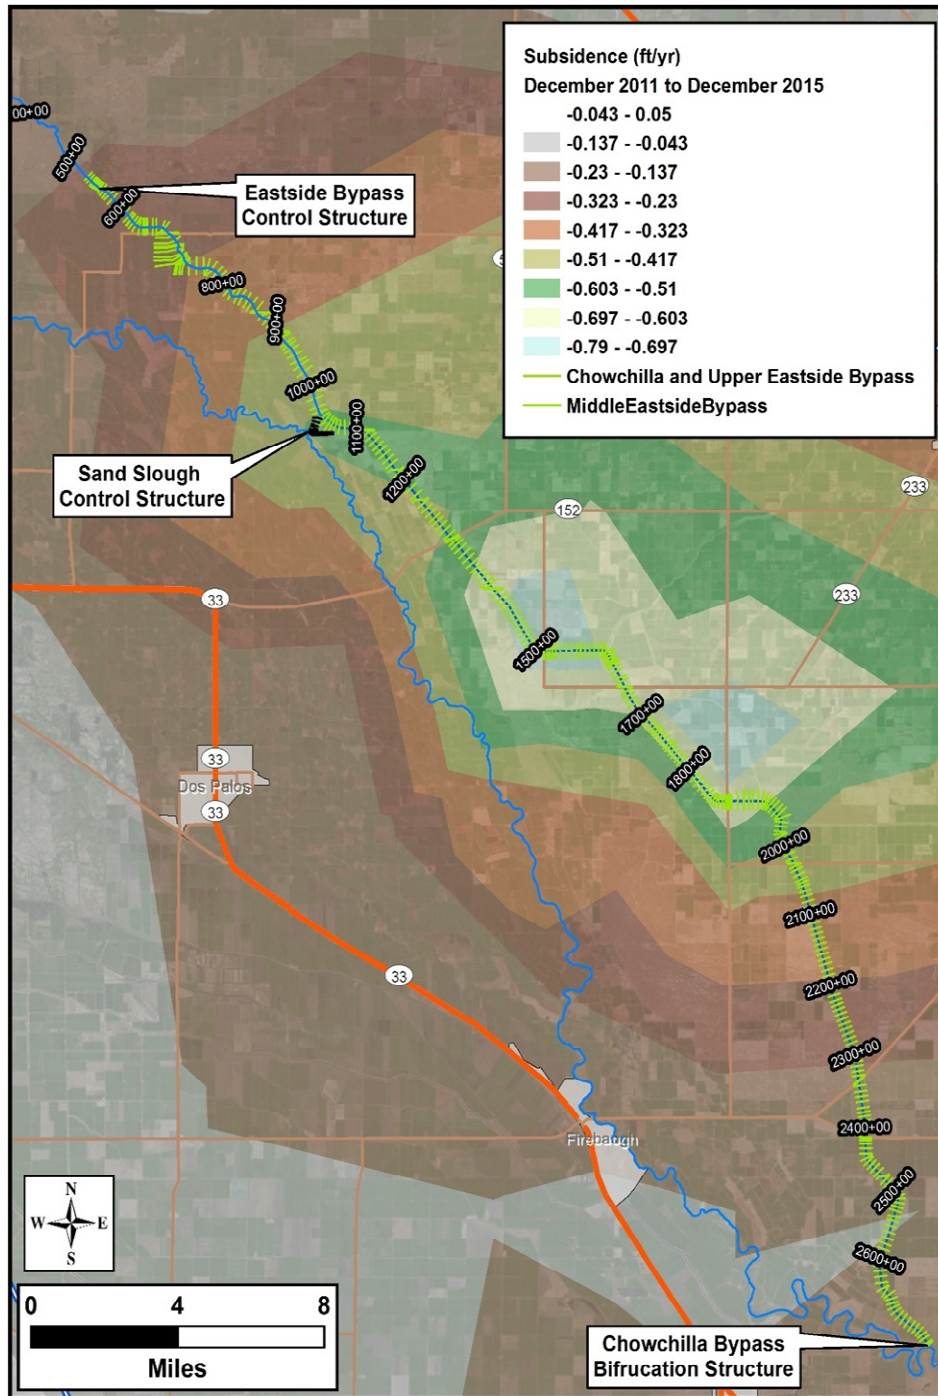 Subsidence (ft/yr)
December 2011 to December 2015
-0.043 - 0.05
-0.137 - -0.043
-0.23 - -0.137
-0.323 - -0.23
-0.417 - -0.323
-0.51 - -0.417
-0.603 - -0.51
-0.697 - -0.603
-0.79 - -0.697
Chowchilla and Upper Eastside Bypass
MiddleEastsideBypass
00+00
500+00
Eastside Bypass
Control Structure
600+00
800+00
900+00
1000+00
1100+00
Sand Slough
Control Structure
1200+00
233
152
33
233
1500+00
1700+00
33
1800+00
Dos Palos
33
2000+00
2100+00
33
2200+00
2300+00
2400+00
Firebaugh
2500+00
N
W E
S
2600+00
0 4 8
Miles
Chowchilla Bypass
Bifrucation Structure